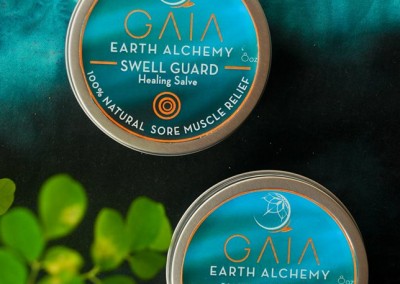 GAIA
EARTH ALCHEMY
SWELL GUARD
Healing Salve
100% NATURAL SORE MUSCLE RELIEF
GAIA
EARTH ALCHEMY